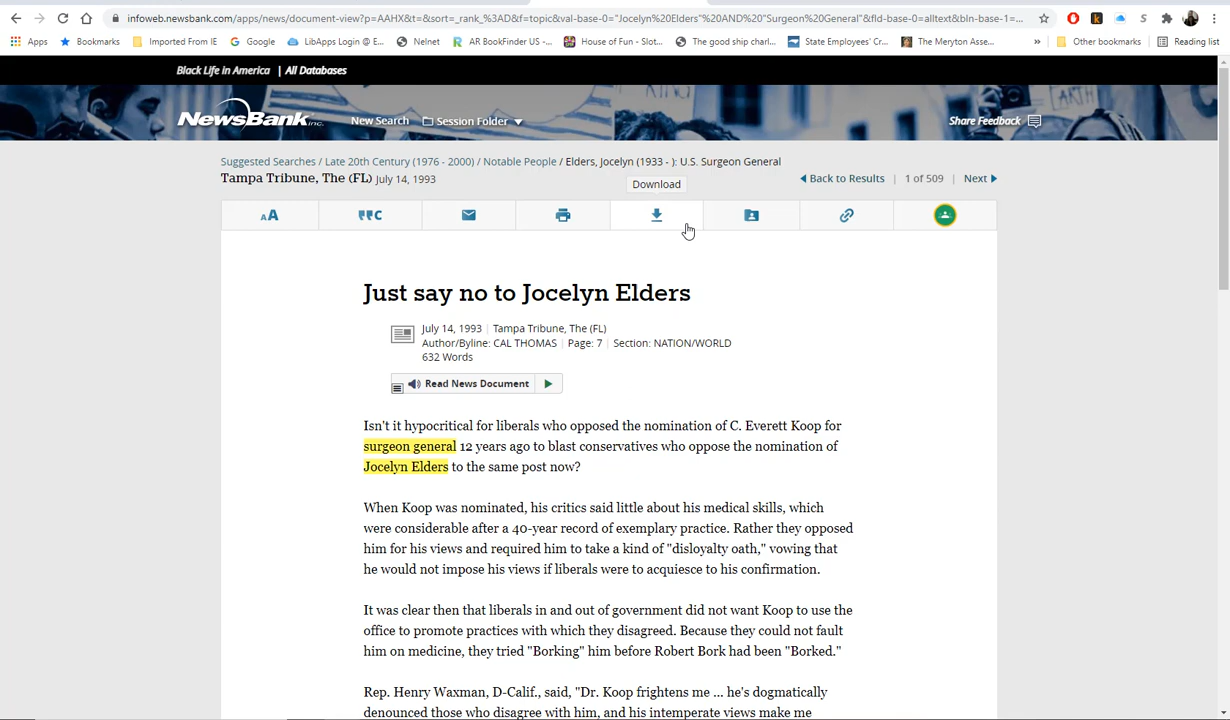 infoweb.newsbank.com/apps/news/document-view?p=AAHX&t=&sort=_rank_%3AD&f=topic&val-base-0="Jocelyn%20Elders"%20AND%20"Surgeon%20General"&fld-base-0=alltext&bln-base-1=...
Apps Bookmarks Imported From IE Google LibApps Login @ E... Nelnet AR BookFinder US -... House of Fun - Slot... The good ship charl... State Employees' Cr... The Meryton Asse... » Other bookmarks Reading list
Black Life in America | All Databases
NewsBank inc. New Search Session Folder Share Feedback
Suggested Searches / Late 20th Century (1976 - 2000) / Notable People / Elders, Jocelyn (1933 - ): U.S. Surgeon General
Tampa Tribune, The (FL) July 14, 1993 Download Back to Results | 1 of 509 | Next
AA C
Just say no to Jocelyn Elders
July 14, 1993 | Tampa Tribune, The (FL)
Author/Byline: CAL THOMAS | Page: 7 | Section: NATION/WORLD
632 Words
Read News Document
Isn't it hypocritical for liberals who opposed the nomination of C. Everett Koop for
surgeon general 12 years ago to blast conservatives who oppose the nomination of
Jocelyn Elders to the same post now?
When Koop was nominated, his critics said little about his medical skills, which
were considerable after a 40-year record of exemplary practice. Rather they opposed
him for his views and required him to take a kind of "disloyalty oath," vowing that
he would not impose his views if liberals were to acquiesce to his confirmation.
It was clear then that liberals in and out of government did not want Koop to use the
office to promote practices with which they disagreed. Because they could not fault
him on medicine, they tried "Borking" him before Robert Bork had been "Borked."
Rep. Henry Waxman, D-Calif., said, "Dr. Koop frightens me ... he's dogmatically
denounced those who disagree with him, and his intemperate views make me